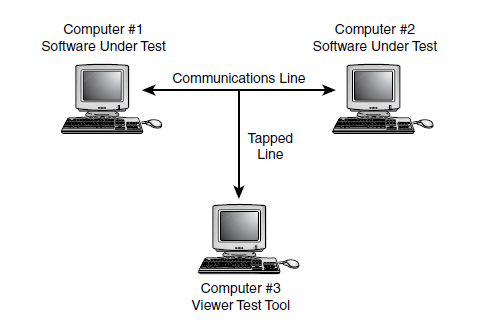 Computer #1
Software Under Test
Computer #2
Software Under Test
Communications Line
Tapped
Line
Computer #3
Viewer Test Tool